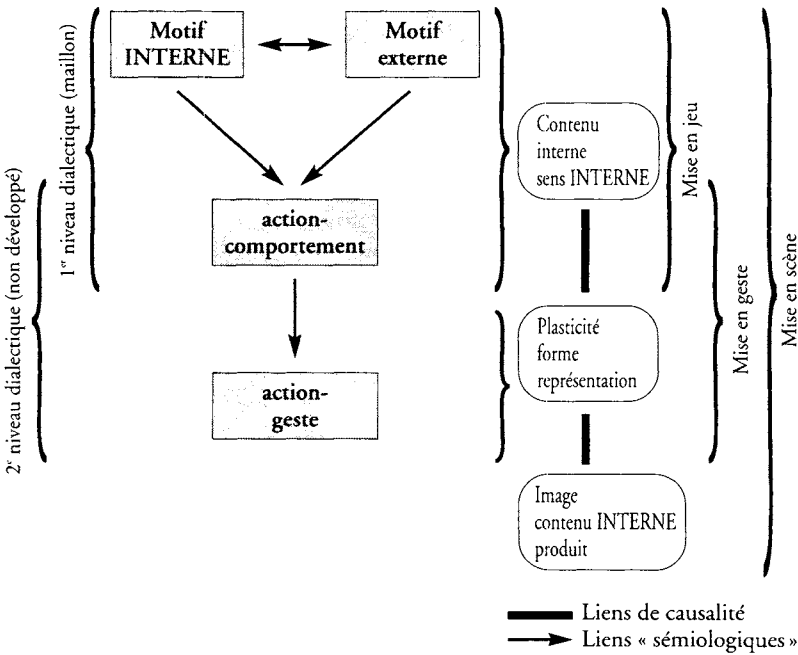 2e niveau dialectique (non développé)
1er niveau dialectique (maillon)
Motif
INTERNE
Motif
externe
action-
comportement
action-
geste
Contenu
interne
sens INTERNE
Plasticité
forme
représentation
Image
contenu INTERNE
produit
Mise en jeu
Mise en geste
Mise en scène
Liens de causalité
Liens « sémiologiques »